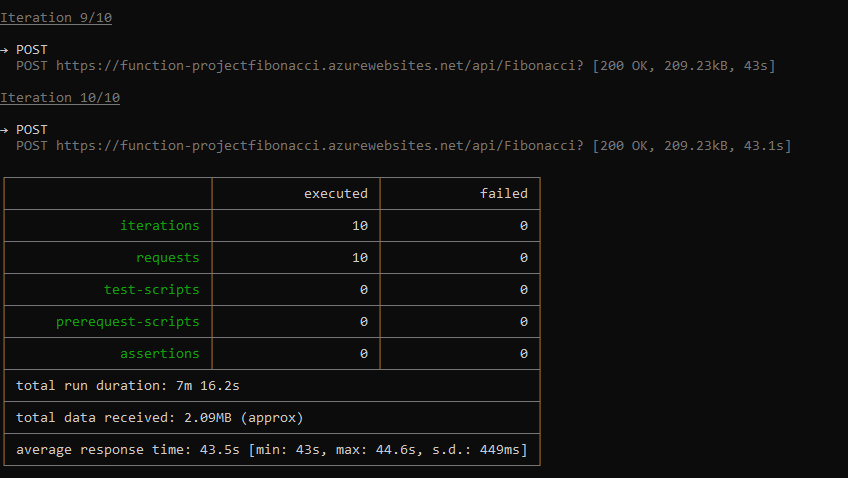 Iteration 9/10
→ POST
POST https://function-projectfibonacci.azurewebsites.net/api/Fibonacci? [200 OK, 209.23kB, 43s]
Iteration 10/10
→ POST
POST https://function-projectfibonacci.azurewebsites.net/api/Fibonacci? [200 OK, 209.23kB, 43.1s]
executed failed
iterations 10 0
requests 10 0
test-scripts 0 0
prerequest-scripts 0 0
assertions 0 0
total run duration: 7m 16.2s
total data received: 2.09MB (approx)
average response time: 43.5s [min: 43s, max: 44.6s, s.d.: 449ms]